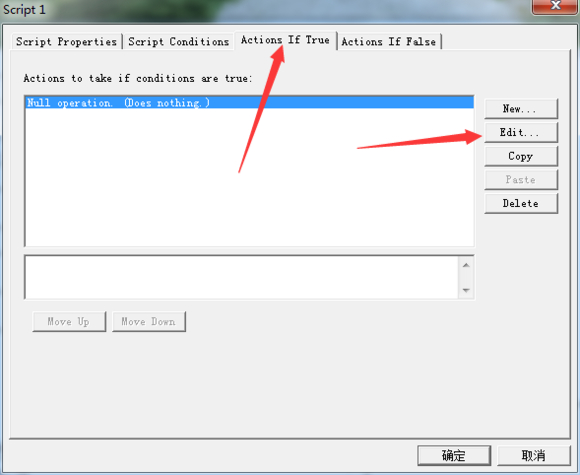 Script 1
Script Properties
Script Conditions
Actions If True
Actions If False
Actions to take if conditions are true:
Null operation. (Does nothing.)
New...
Edit...
Copy
Paste
Delete
Move Up
Move Down
确定
取消